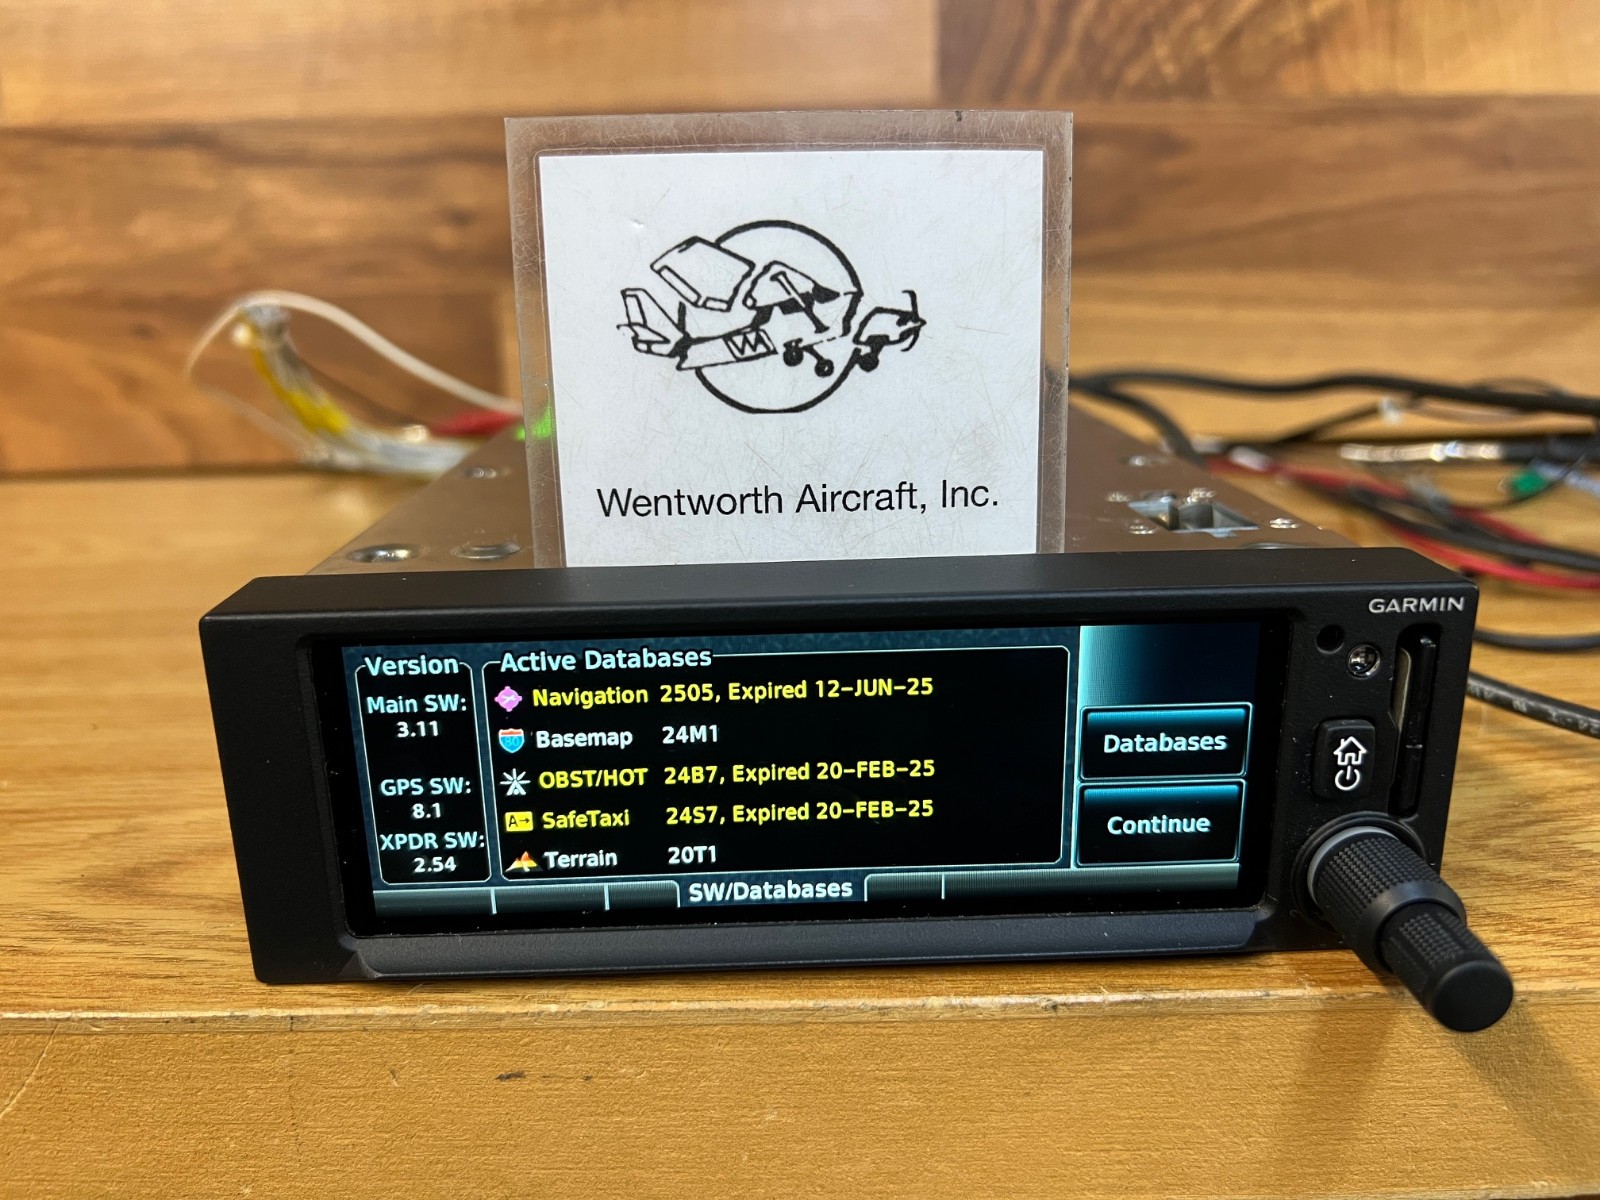 Wentworth Aircraft, Inc.
GARMIN
Version
Main SW:
3.11
GPS SW:
8.1
XPDR SW:
2.54
Active Databases
Navigation 2505, Expired 12-JUN-25
Basemap 24M1
OBST/HOT 24B7, Expired 20-FEB-25
A→ SafeTaxi 24S7, Expired 20-FEB-25
Terrain 20T1
Databases
Continue
SW/Databases